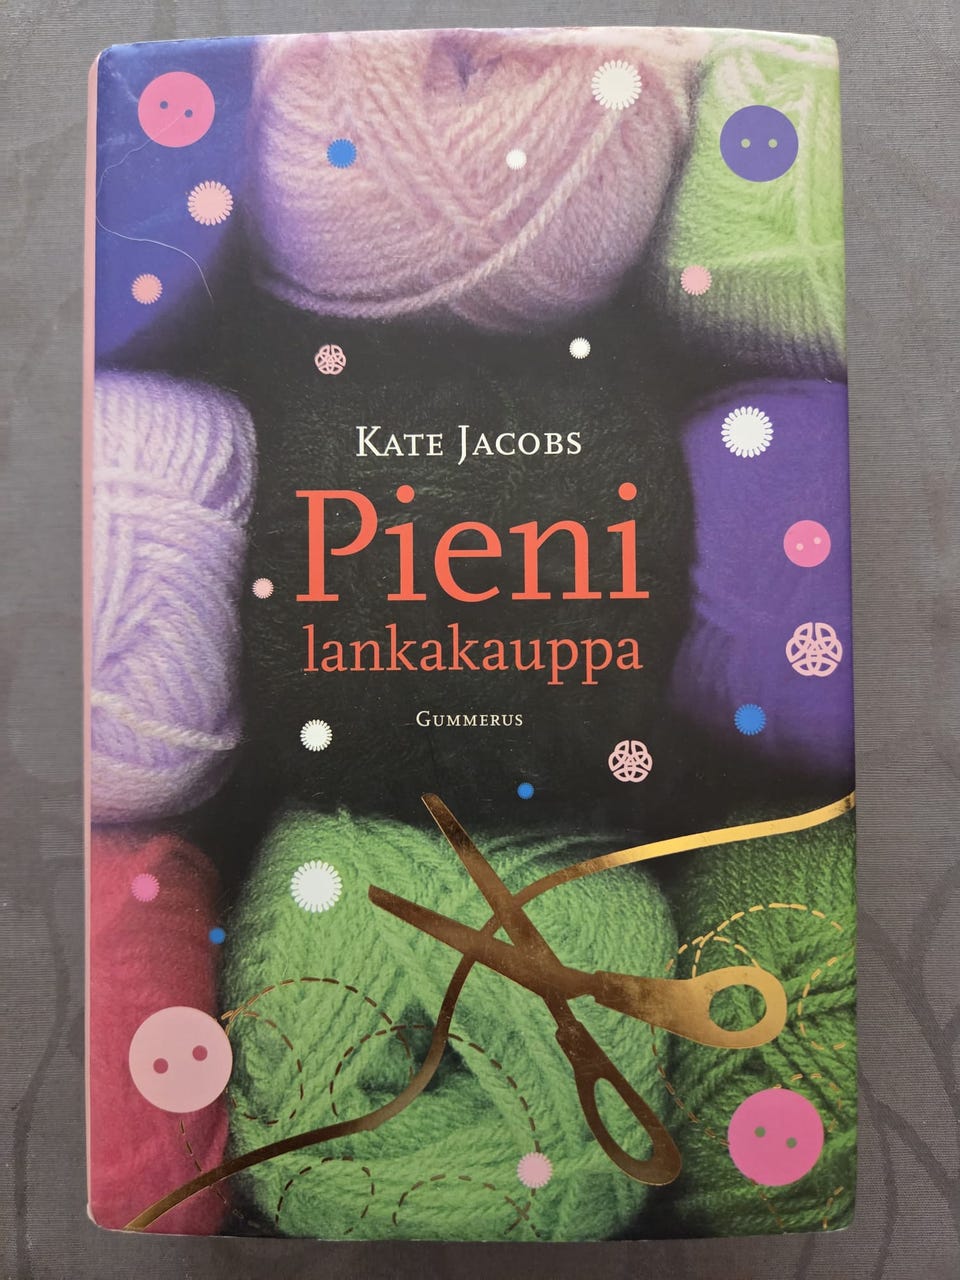 Kate Jacobs
Pieni
lankakauppa
Gummerus